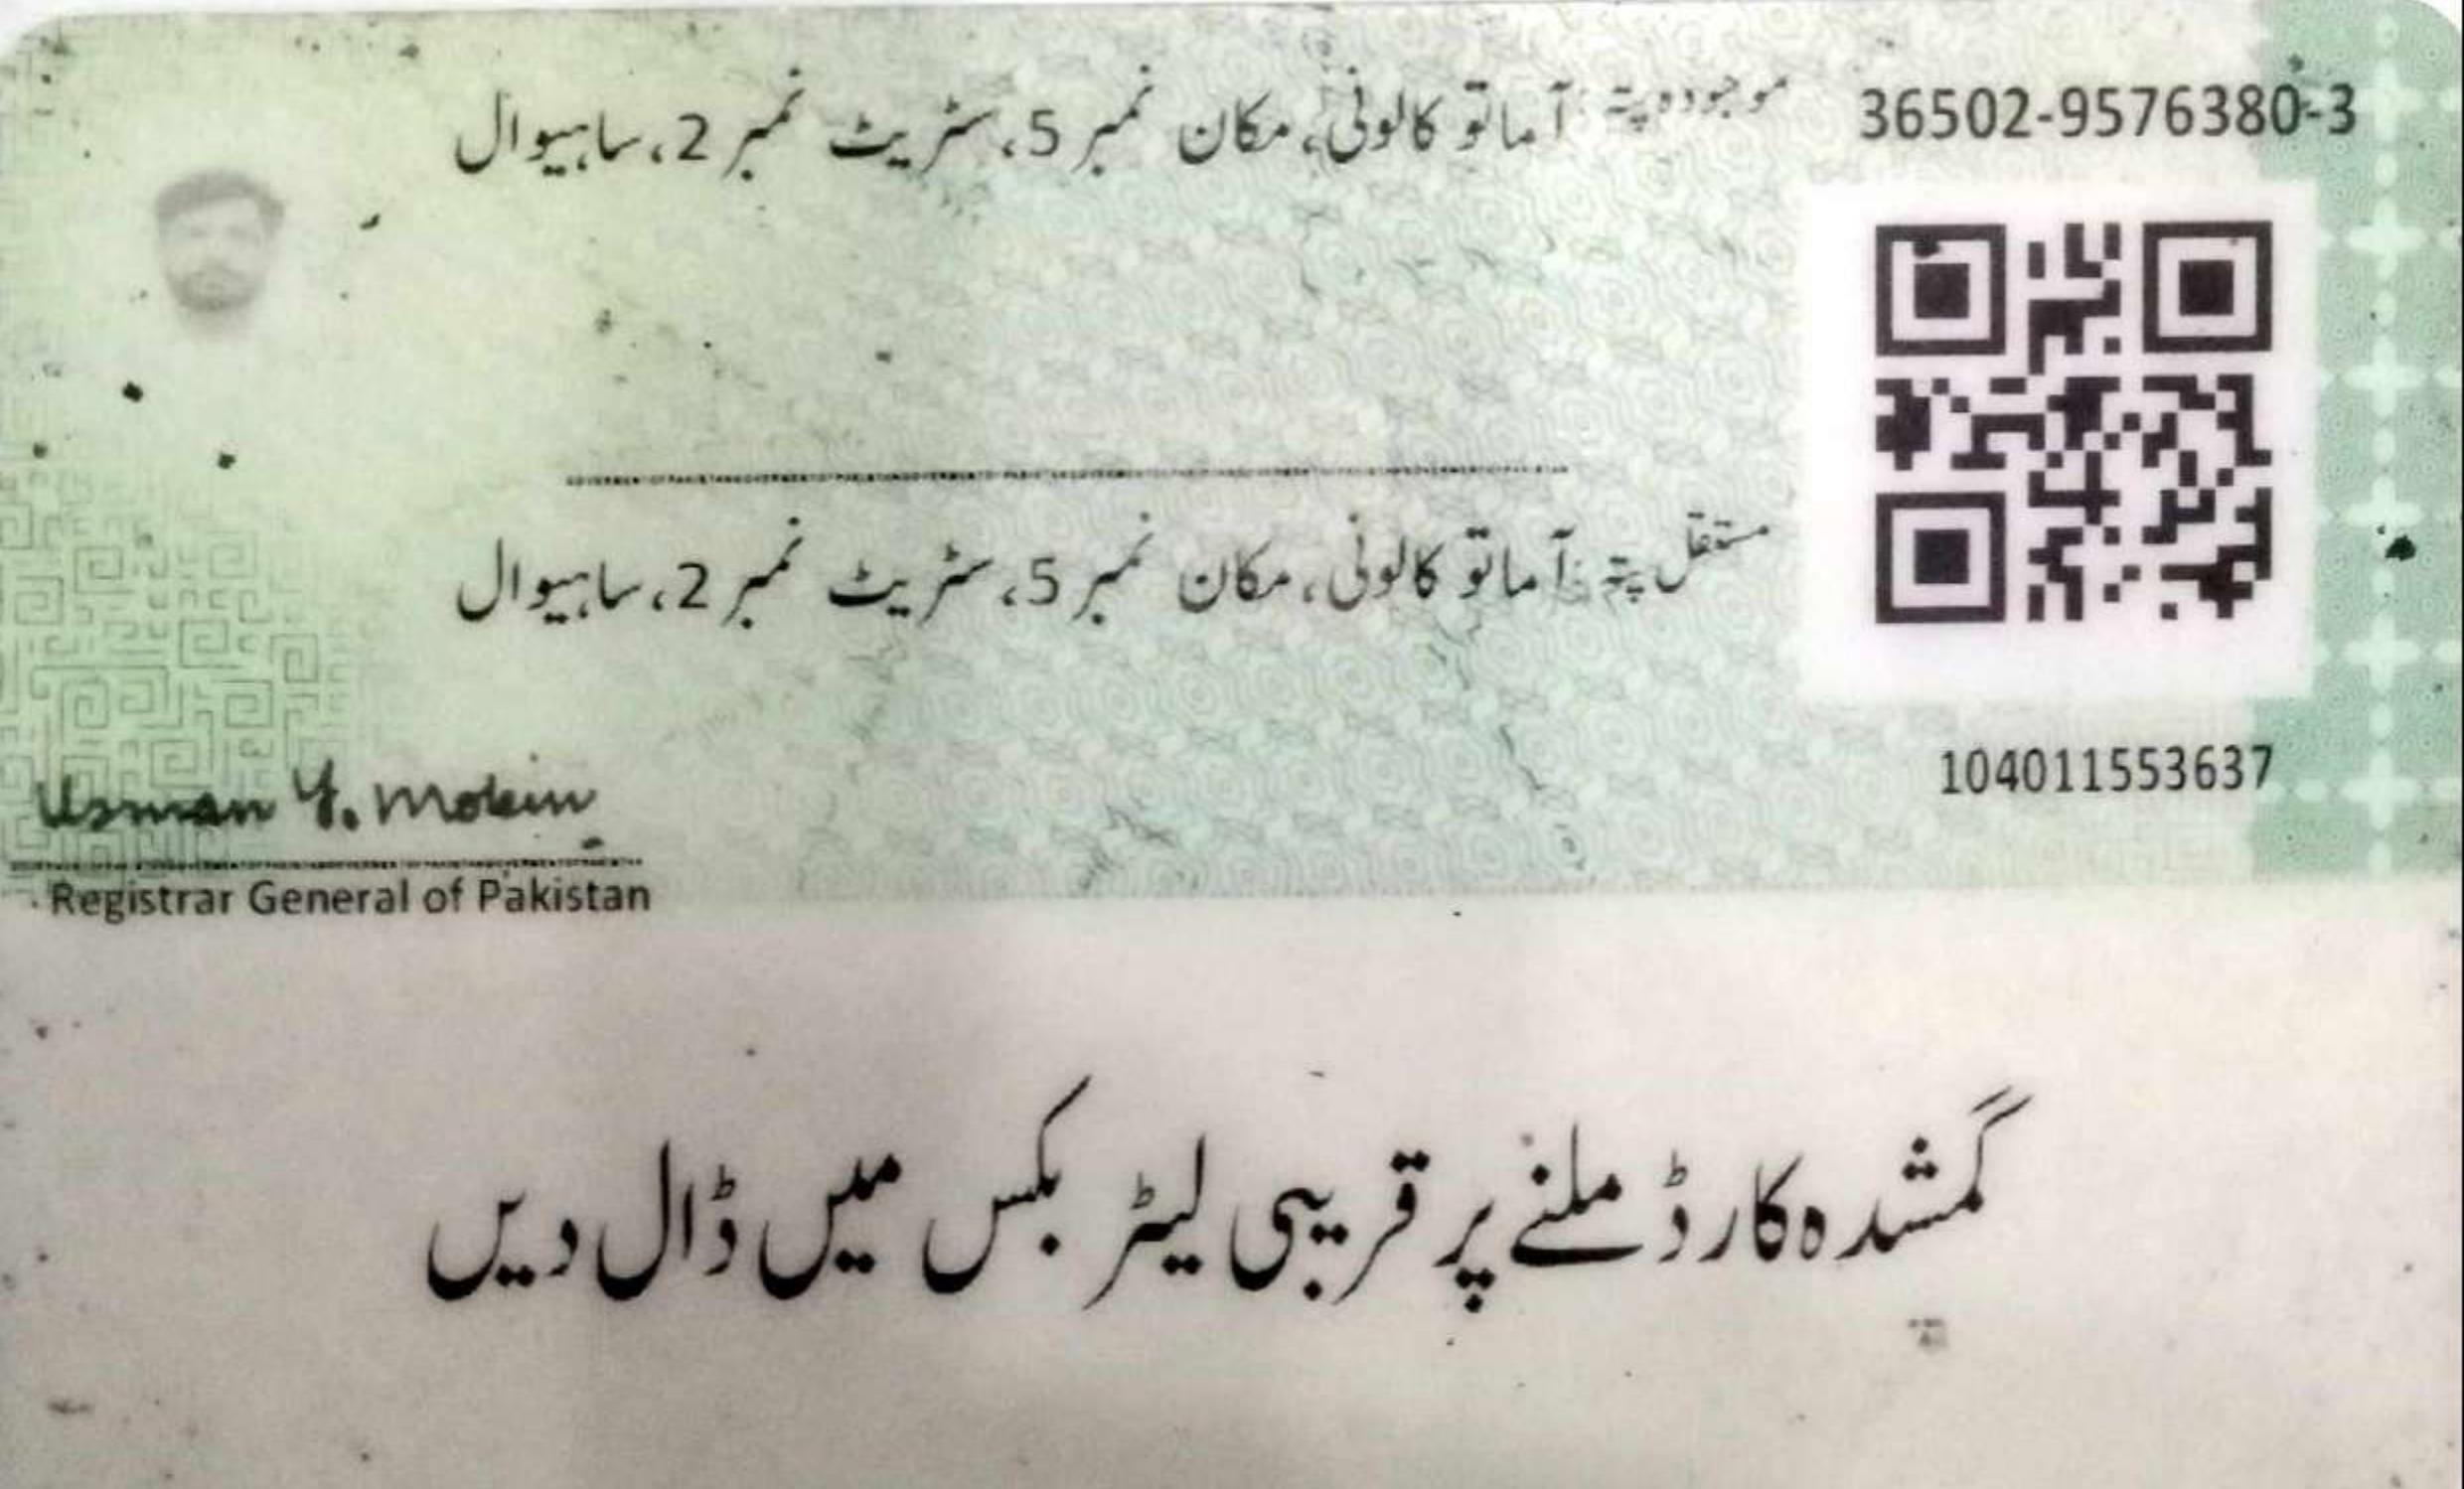 36502-9576380-3
موجودہ پتہ: آماتو کالونی، مکان نمبر 5، سٹریٹ نمبر 2، ساہیوال
مستقل پتہ: آماتو کالونی، مکان نمبر 5، سٹریٹ نمبر 2، ساہیوال
104011553637
Usman Y. Mobin
Registrar General of Pakistan
گمشدہ کارڈ ملنے پر قریبی لیٹر بکس میں ڈال دیں